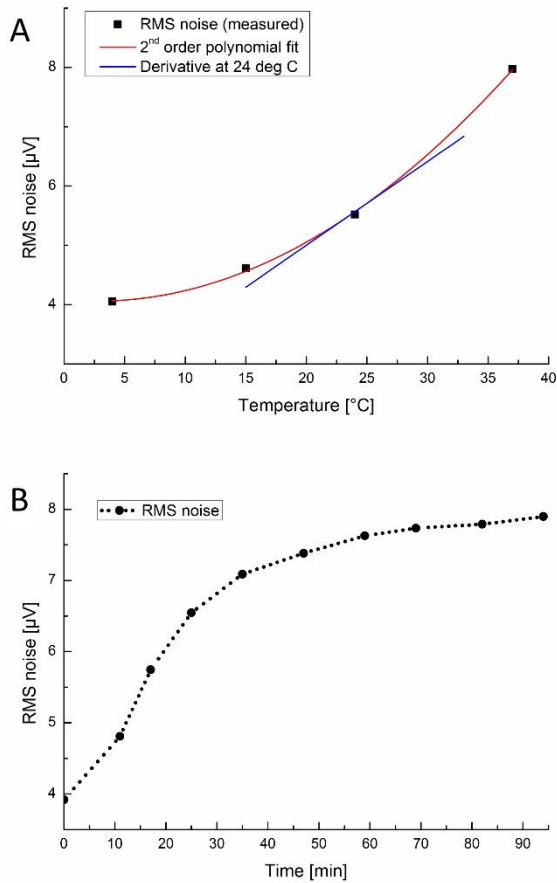 A
RMS noise (measured)
2nd order polynomial fit
Derivative at 24 deg C
8
6
4
RMS noise [µV]
0 5 10 15 20 25 30 35 40
Temperature [°C]
B
RMS noise
8
7
6
5
4
RMS noise [µV]
0 10 20 30 40 50 60 70 80 90
Time [min]